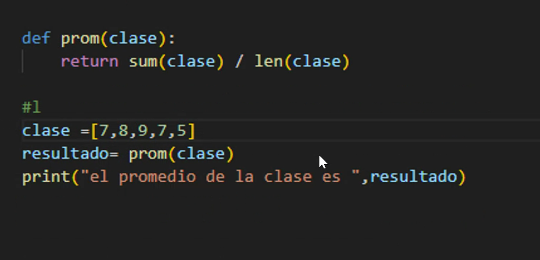 def prom(clase):
    return sum(clase) / len(clase)
#l
clase =[7,8,9,7,5]
resultado= prom(clase)
print("el promedio de la clase es ",resultado)